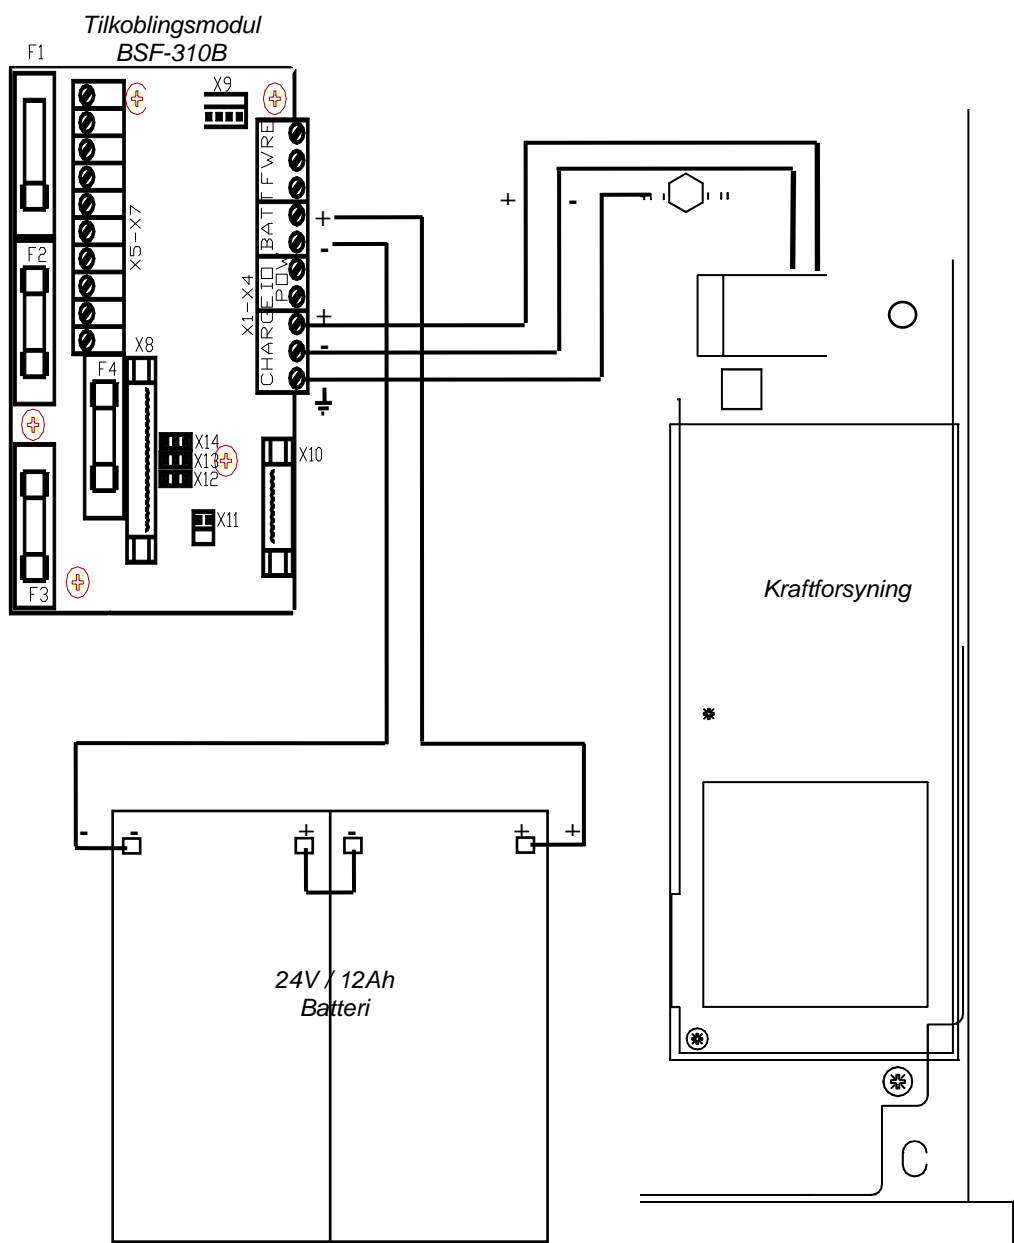 Tilkoblingsmodul
BSF-310B
F1
X9
FWRE
BATT
+
-
IO
POW
CHARGE
+
-
X1-X4
X5-X7
F2
X8
F4
X14
X13
X12
X11
X10
F3
+
-
Kraftforsyning
-
-
+
-
+
+
24V / 12Ah
Batteri
C